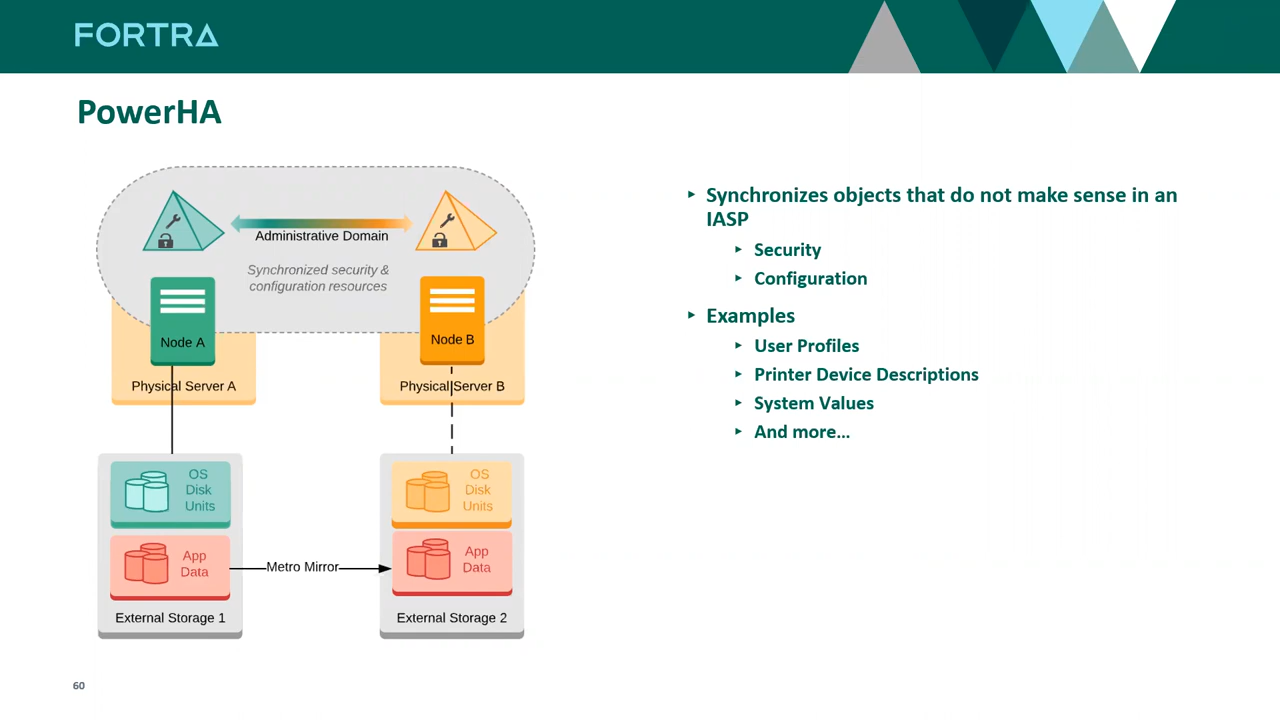 FORTRA
PowerHA
Administrative Domain
Synchronized security &
configuration resources
Node A
Node B
Physical Server A
Physical Server B
OS
Disk
Units
OS
Disk
Units
App
Data
App
Data
Metro Mirror
External Storage 1
External Storage 2
‣ Synchronizes objects that do not make sense in an
IASP
‣ Security
‣ Configuration
‣ Examples
‣ User Profiles
‣ Printer Device Descriptions
‣ System Values
‣ And more...
60